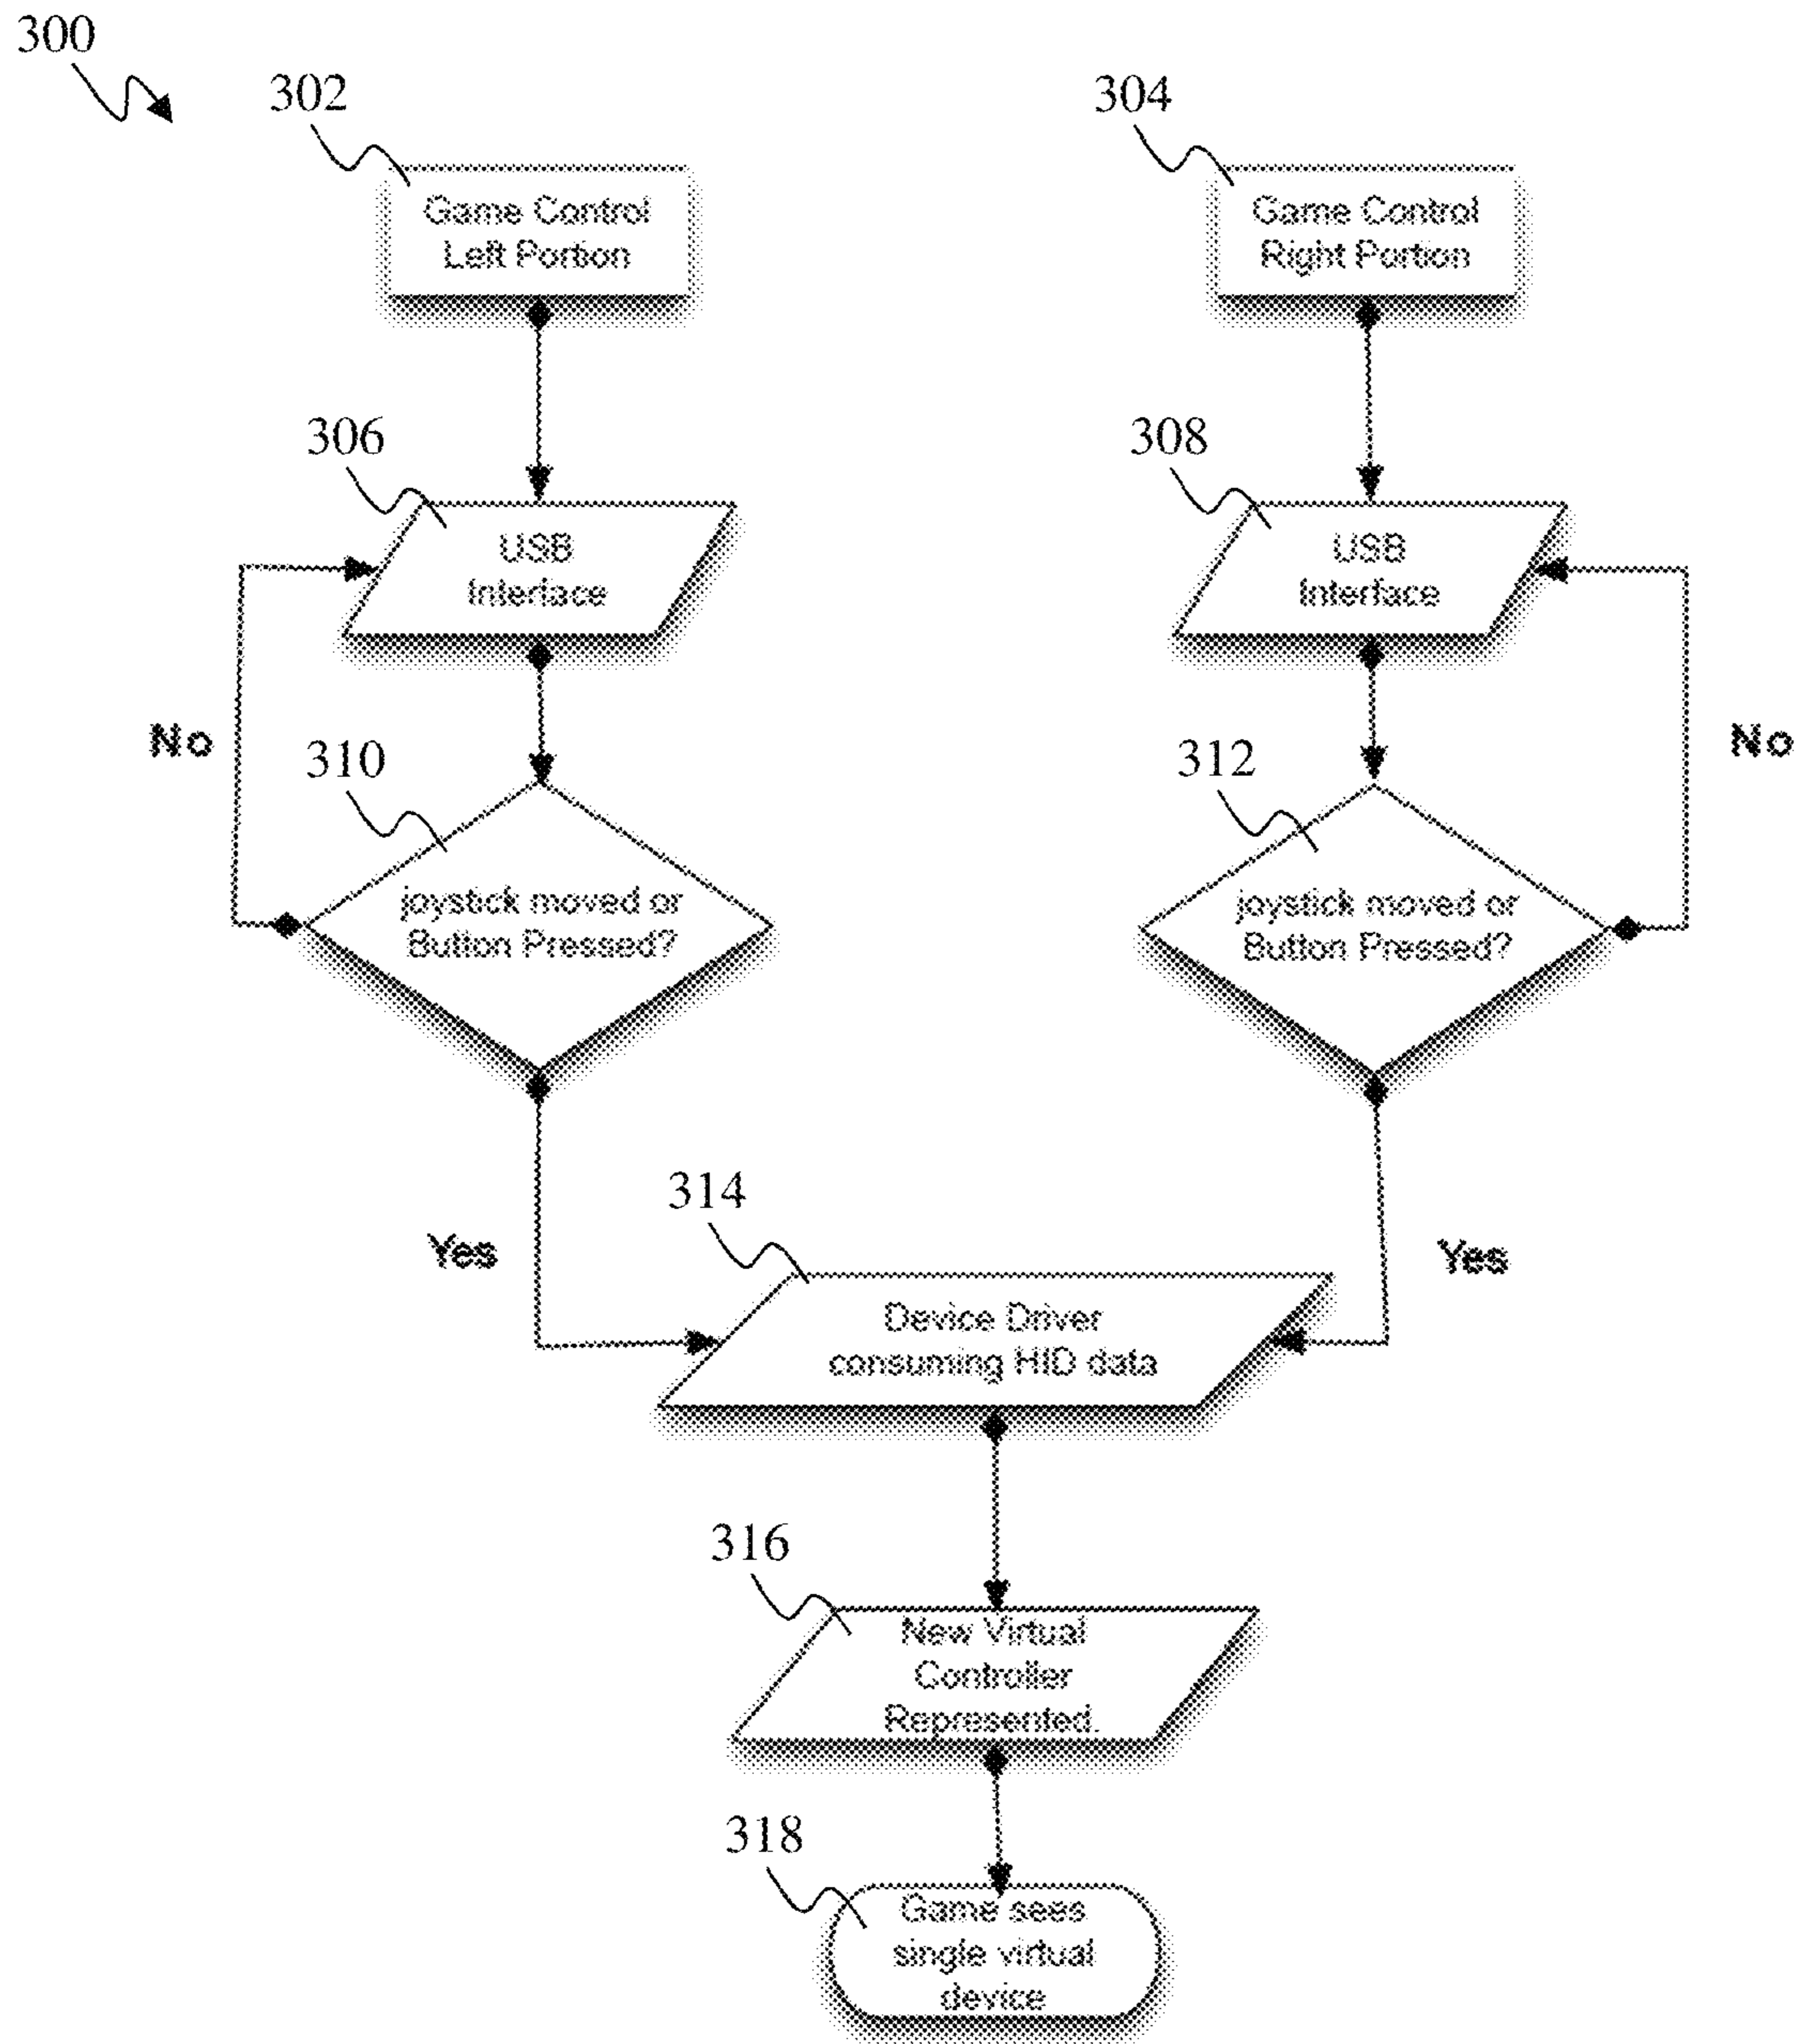 300
302
304
Game Control
Left Portion
Game Control
Right Portion
306
308
USB
Interface
USB
Interface
No
No
310
312
joystick moved or
Button Pressed?
joystick moved or
Button Pressed?
314
Yes
Yes
Device Driver
consuming HID data
316
New Virtual
Controller
Represented.
318
Game sees
single virtual
device